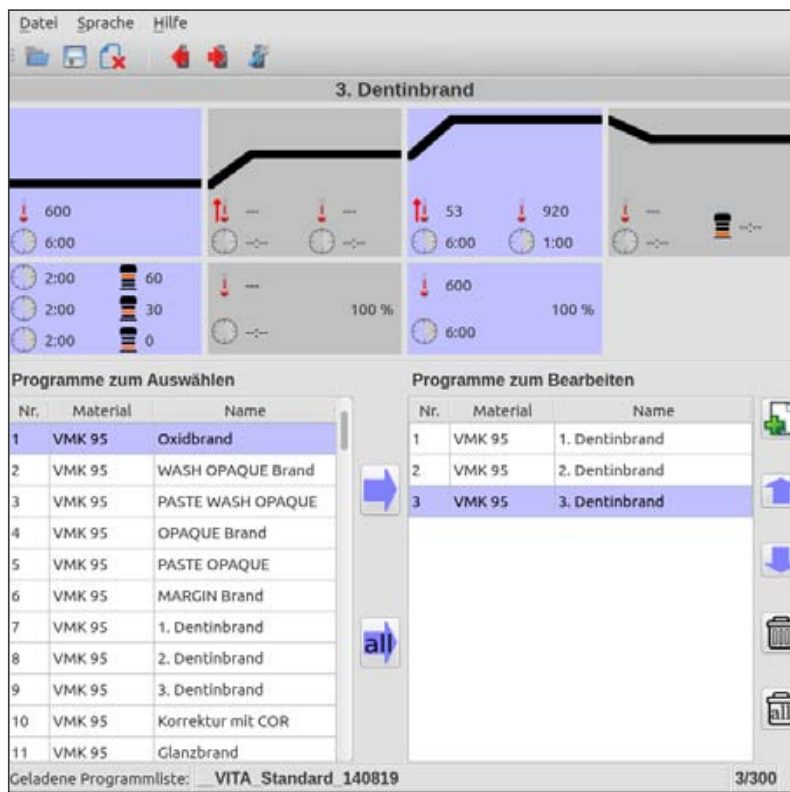 Datei Sprache Hilfe
3. Dentinbrand
600
6:00
--- ---
--:-- --:--
53 920
6:00 1:00
---
--:-- --:--
2:00 60
2:00 30
2:00 0
---
100 %
--:--
600
100 %
6:00
Programme zum Auswählen
Nr. Material Name
1 VMK 95 Oxidbrand
2 VMK 95 WASH OPAQUE Brand
3 VMK 95 PASTE WASH OPAQUE
4 VMK 95 OPAQUE Brand
5 VMK 95 PASTE OPAQUE
6 VMK 95 MARGIN Brand
7 VMK 95 1. Dentinbrand
8 VMK 95 2. Dentinbrand
9 VMK 95 3. Dentinbrand
10 VMK 95 Korrektur mit COR
11 VMK 95 Glanzbrand
all
Programme zum Bearbeiten
Nr. Material Name
1 VMK 95 1. Dentinbrand
2 VMK 95 2. Dentinbrand
3 VMK 95 3. Dentinbrand
all
Geladene Programmliste: __VITA_Standard_140819 3/300